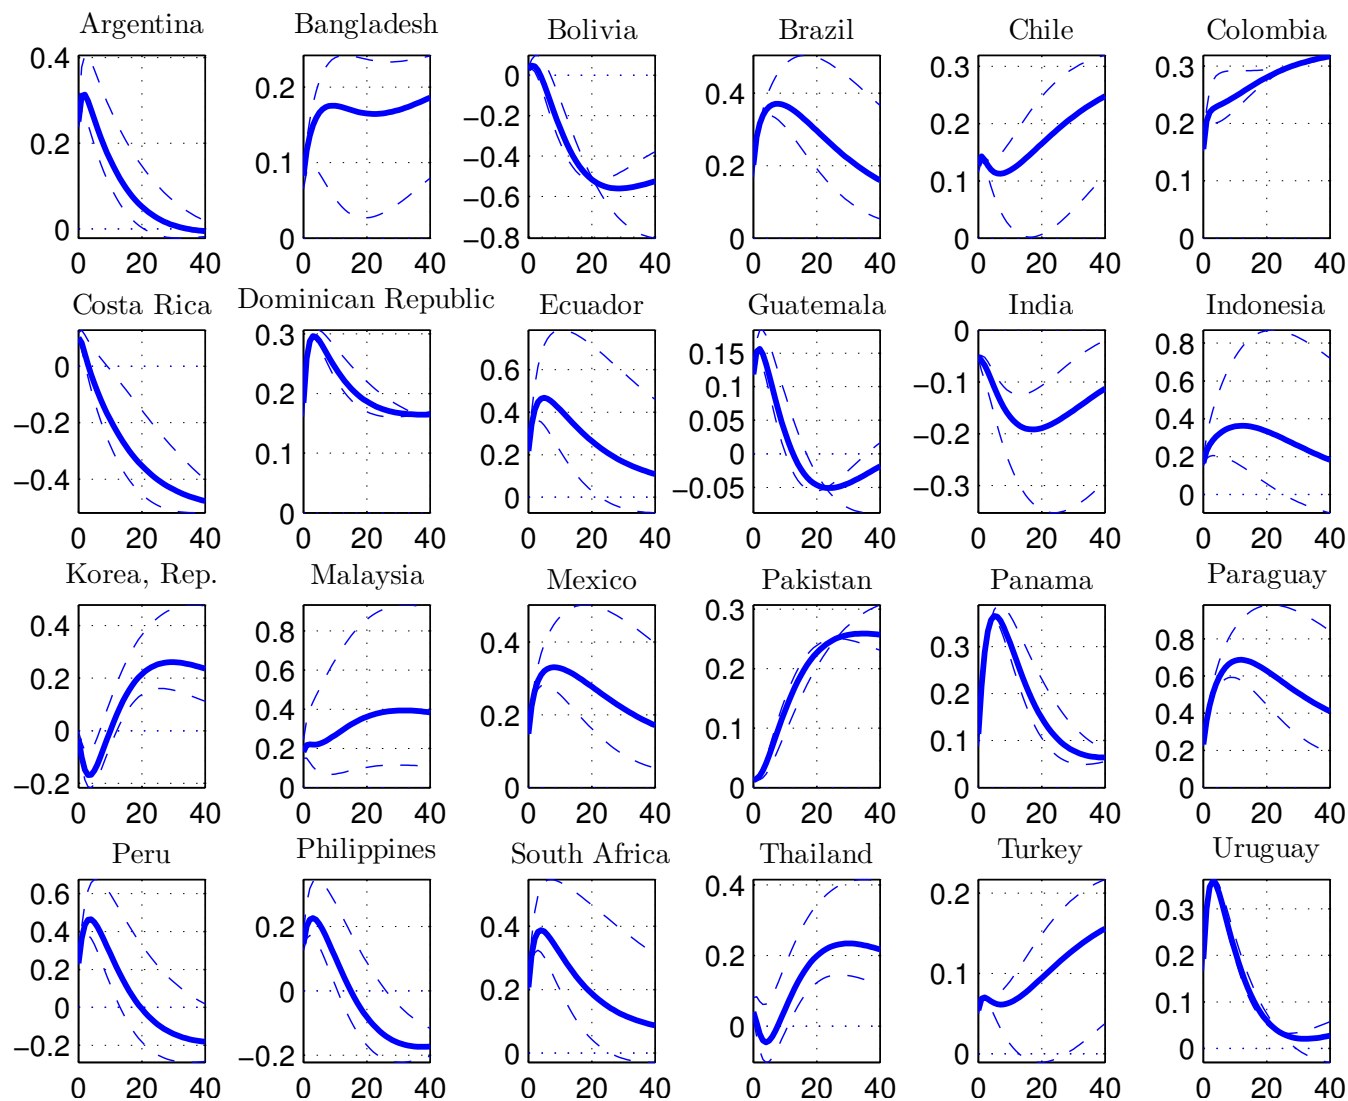 Argentina Bangladesh Bolivia Brazil Chile Colombia
0.4 0.2 0 −0.2 −0.4 −0.6 −0.8 0.4 0.3 0.3
0.2 0.1 0.2 0.2 0.2
0 0 0 0.1 0.1
0 0
0 20 40 0 20 40 0 20 40 0 20 40 0 20 40 0 20 40
Costa Rica Dominican Republic Ecuador Guatemala India Indonesia
0 0.3 0.6 0.15 0 0.8
−0.2 0.2 0.4 0.1 −0.1 0.6
−0.4 0.1 0.2 0.05 −0.2 0.4
0 0 0 −0.3 0.2
−0.05 0
0 20 40 0 20 40 0 20 40 0 20 40 0 20 40 0 20 40
Korea, Rep. Malaysia Mexico Pakistan Panama Paraguay
0.4 0.8 0.4 0.3 0.3 0.8
0.2 0.6 0.2 0.2 0.2 0.6
0 0.4 0 0.1 0.1 0.4
−0.2 0.2 0 0 0.2
0 0
0 20 40 0 20 40 0 20 40 0 20 40 0 20 40 0 20 40
Peru Philippines South Africa Thailand Turkey Uruguay
0.6 0.2 0.4 0.4 0.2 0.3
0.4 0 0.2 0.2 0.1 0.2
0.2 −0.2 0 0 0 0.1
0 0
−0.2
0 20 40 0 20 40 0 20 40 0 20 40 0 20 40 0 20 40